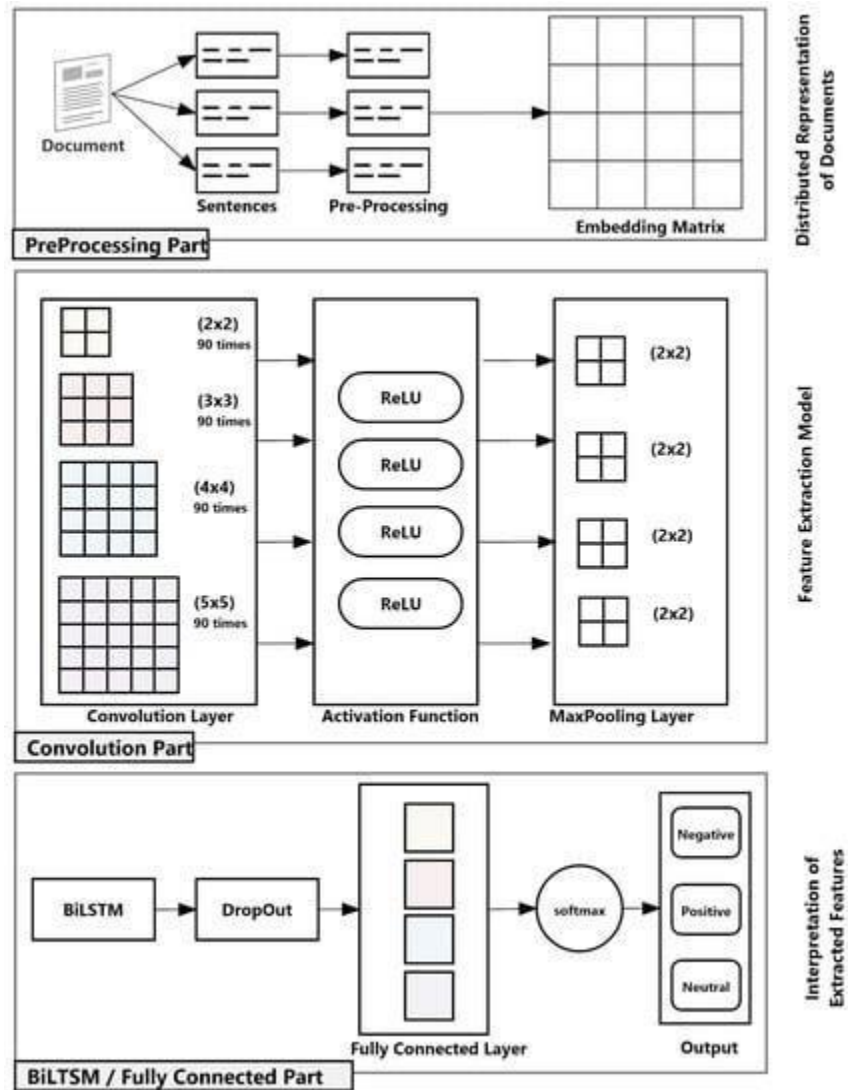 Document
Sentences
Pre-Processing
Embedding Matrix
PreProcessing Part
Distributed Representation
of Documents
(2x2)
90 times
(3x3)
90 times
(4x4)
90 times
(5x5)
90 times
Convolution Layer
ReLU
ReLU
ReLU
ReLU
Activation Function
(2x2)
(2x2)
(2x2)
(2x2)
MaxPooling Layer
Convolution Part
Feature Extraction Model
BiLSTM
DropOut
Fully Connected Layer
softmax
Negative
Positive
Neutral
Output
BiLTSM / Fully Connected Part
Interpretation of
Extracted Features